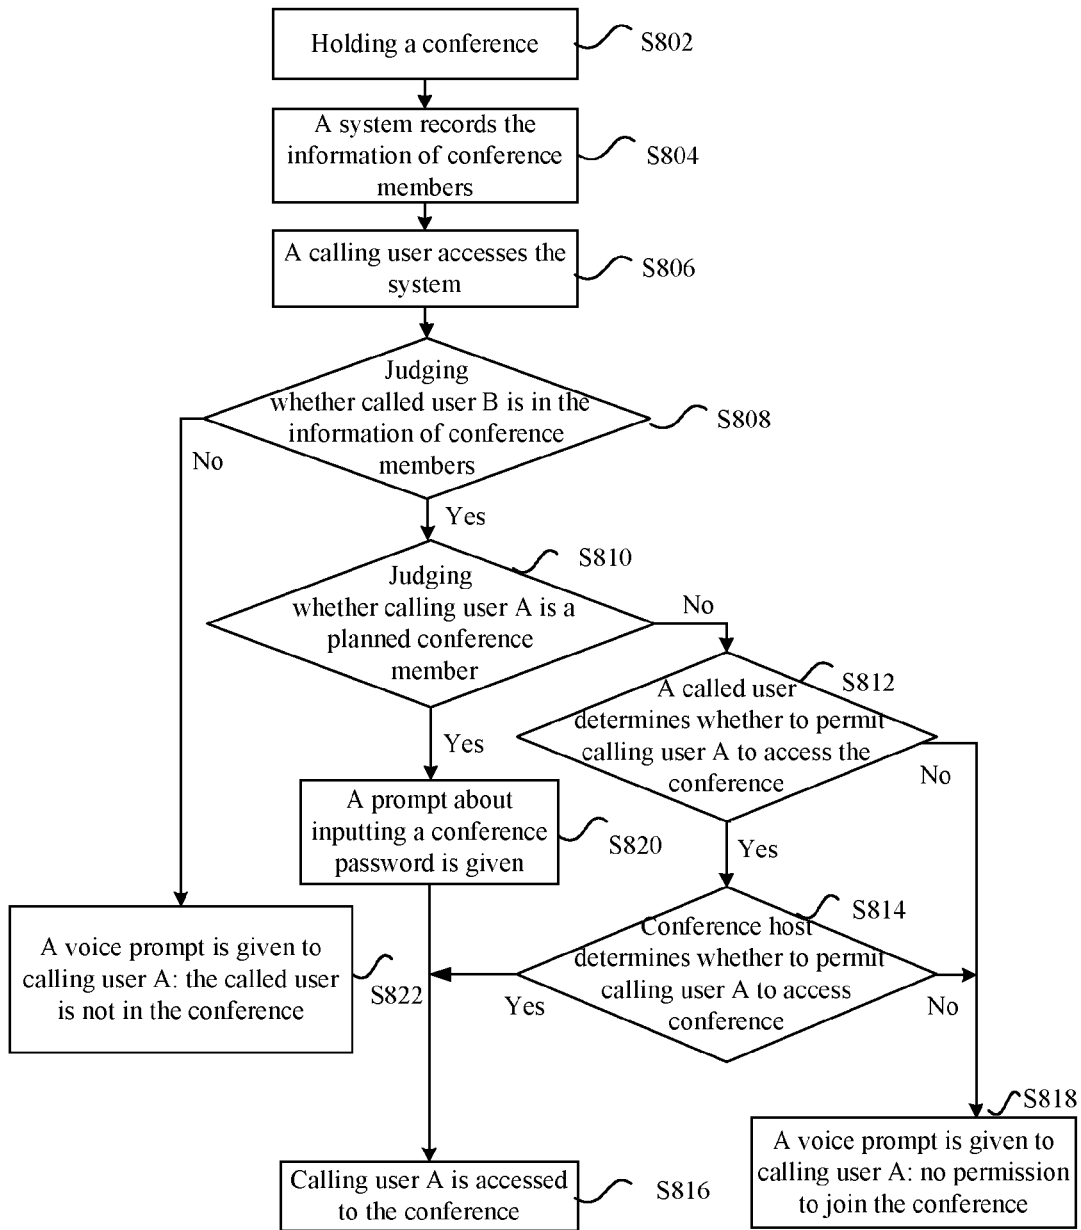 Holding a conference
S802
A system records the
information of conference
members
S804
A calling user accesses the
system
S806
Judging
whether called user B is in the
information of conference
members
S808
No
Yes
S810
Judging
whether calling user A is a
planned conference
member
No
S812
A called user
determines whether to permit
calling user A to access the
conference
Yes
No
A prompt about
inputting a conference
password is given
S820
Yes
S814
Conference host
determines whether to permit
calling user A to access
conference
Yes
No
A voice prompt is given to
calling user A: the called user
is not in the conference
S822
S818
A voice prompt is given to
calling user A: no permission
to join the conference
Calling user A is accessed
to the conference
S816